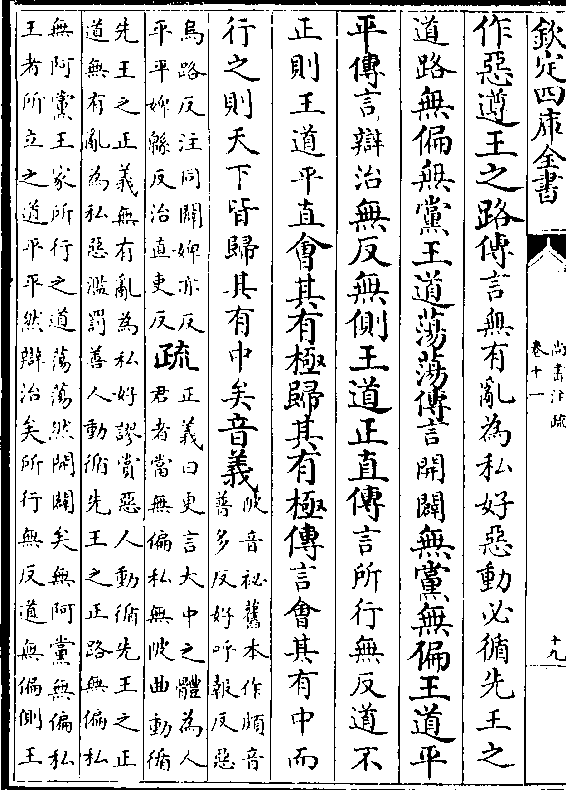 欽定四庫全書
尚書注疏
卷十一
十九
作惡遵王之路傳言無有亂為私好惡動必循先王之
道路無偏無黨王道蕩蕩傳言開闢無黨無偏王道平
平傳言辯治無反無側王道正直傳言所行無反道不
正則王道平直會其有極歸其有極傳言會其有中而
行之則天下皆歸其有中矣音義
陂音祕舊本作頗音
普多反好呼報反惡
烏路反注同闢婢亦反
平平婢緜反治直吏反
疏
正義曰更言大中之體為人
君者當無偏私無陂曲動循
先王之正義無有亂為私好謬賞惡人動循先王之正
道無有亂為私惡濫罰善人動循先王之正路無偏私
無阿黨王家所行之道蕩蕩然開闢矣無阿黨無偏私
王者所立之道平平然辯治矣所行無反道無偏側王